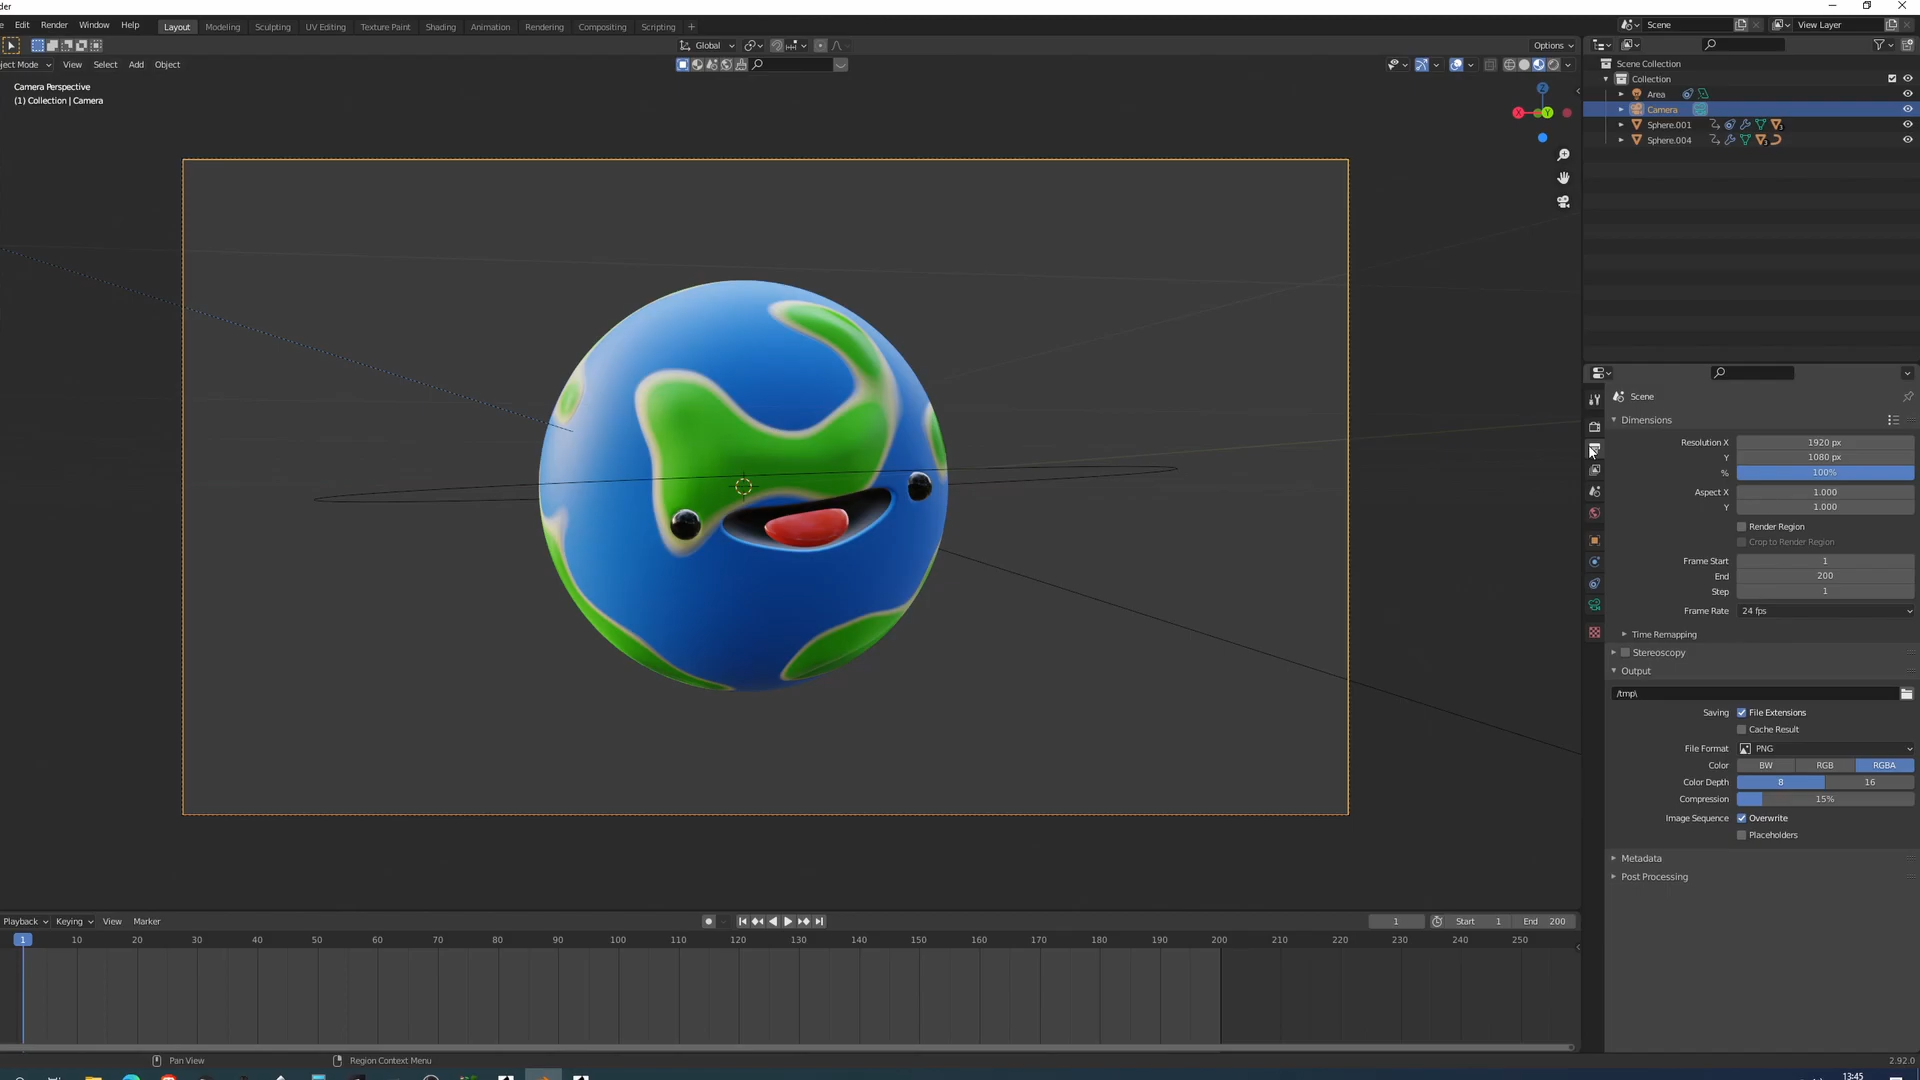 der
Edit Render Window Help Layout Modeling Sculpting UV Editing Texture Paint Shading Animation Rendering Compositing Scripting + Scene View Layer
Global Options
ject Mode View Select Add Object
Camera Perspective
(1) Collection | Camera
Z
X Y
Scene Collection
Collection
Area
Camera
Sphere.001
Sphere.004
Scene
Dimensions
Resolution X 1920 px
Y 1080 px
% 100%
Aspect X 1.000
Y 1.000
Render Region
Crop to Render Region
Frame Start 1
End 200
Step 1
Frame Rate 24 fps
Time Remapping
Stereoscopy
Output
/tmp\
Saving File Extensions
Cache Result
File Format PNG
Color BW RGB RGBA
Color Depth 8 16
Compression 15%
Image Sequence Overwrite
Placeholders
Metadata
Post Processing
Playback Keying View Marker 1 Start 1 End 200
1 10 20 30 40 50 60 70 80 90 100 110 120 130 140 150 160 170 180 190 200 210 220 230 240 250
Pan View Region Context Menu 2.92.0
13:45